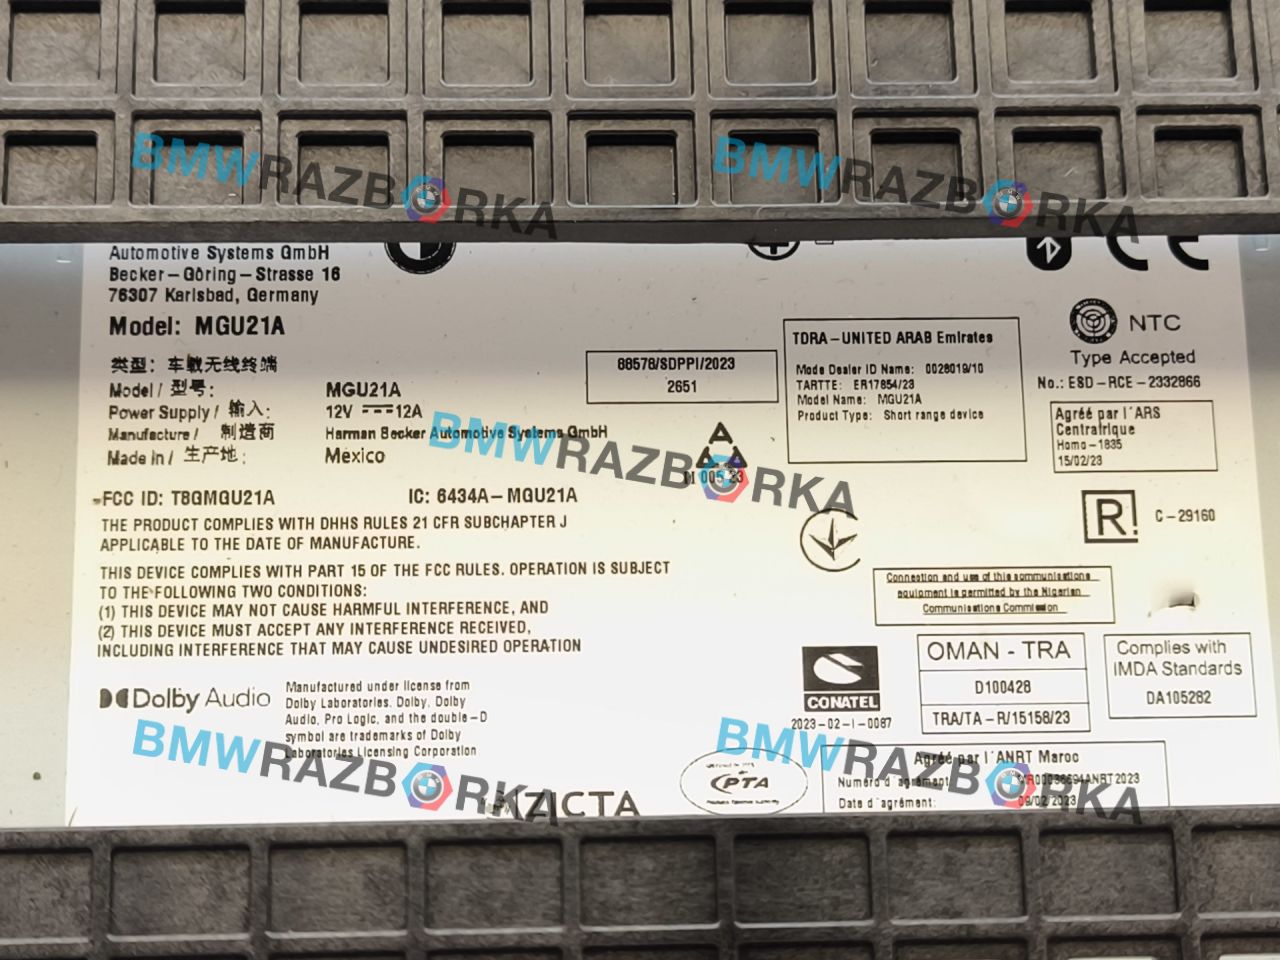 BMWRAZBORKA
BMWRAZBORKA
Automotive Systems GmbH
Becker-Göring-Strasse 16
76307 Karlsbad, Germany
Model: MGU21A
类型: 车载无线终端
Model / 型号: MGU21A
Power Supply / 输入: 12V 12A
Manufacture / 制造商 Harman Becker Automotive Systems GmbH
Made in / 生产地: Mexico
FCC ID: T8GMGU21A IC: 6434A-MGU21A
THE PRODUCT COMPLIES WITH DHHS RULES 21 CFR SUBCHAPTER J
APPLICABLE TO THE DATE OF MANUFACTURE.
THIS DEVICE COMPLIES WITH PART 15 OF THE FCC RULES. OPERATION IS SUBJECT
TO THE FOLLOWING TWO CONDITIONS:
(1) THIS DEVICE MAY NOT CAUSE HARMFUL INTERFERENCE, AND
(2) THIS DEVICE MUST ACCEPT ANY INTERFERENCE RECEIVED,
INCLUDING INTERFERENCE THAT MAY CAUSE UNDESIRED OPERATION
Dolby Audio
Manufactured under license from
Dolby Laboratories. Dolby, Dolby
Audio, Pro Logic, and the double-D
symbol are trademarks of Dolby
Laboratories Licensing Corporation
88578/SDPPI/2023
2651
TDRA-UNITED ARAB Emirates
Mode Dealer ID Name: 0028019/10
TARTTE: ER17854/23
Model Name: MGU21A
Product Type: Short range device
NTC
Type Accepted
No.: ESD-RCE-2332866
Agréé par l'ARS
Centrafrique
Homo-1835
15/02/23
BMWRAZBORKA
II 005 23
R
C-29160
Connection and use of this communications
equipment is permitted by the Nigerian
Communications Commission
CONATEL
2023-02-I-0087
OMAN - TRA
D100428
TRA/TA-R/15158/23
Complies with
IMDA Standards
DA105282
BMWRAZBORKA
BMWRAZBORKA
ZICTA
PTA
Agréé par l'ANRT Maroc
Numéro d'agrément:
Date d'agrément: 09/02/2023